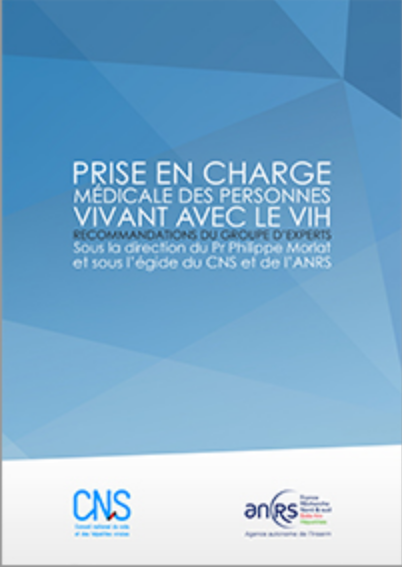 PRISE EN CHARGE
MÉDICALE DES PERSONNES
VIVANT AVEC LE VIH
RECOMMANDATIONS DU GROUPE D'EXPERTS
Sous la direction du Pr Philippe Morlat
et sous l'égide du CNS et de l'ANRS
CNS
Conseil national du sida
et des hépatites virales
anRS
France
Recherche
Nord & sud
Sida-hiv
Hépatites
Agence autonome de l'Inserm